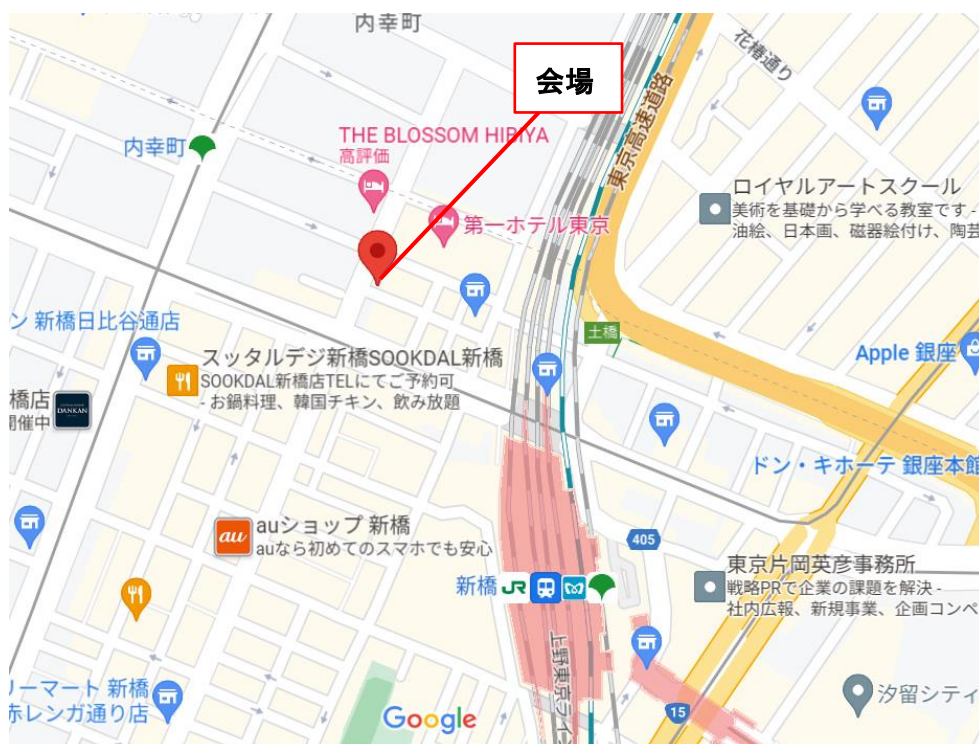 内幸町
会場
花椿通り
東京高速道路
THE BLOSSOM HIBIYA
高評価
内幸町
第一ホテル東京
ロイヤルアートスクール
美術を基礎から学べる教室です -
油絵、日本画、磁器絵付け、陶芸
ン 新橋日比谷通店
土橋
Apple 銀座
スッタルデジ新橋SOOKDAL新橋
SOOKDAL新橋店TELにてご予約可
- お鍋料理、韓国チキン、飲み放題
橋店
開催中
DANKAN
ドン・キホーテ 銀座本館
au
auショップ 新橋
auなら初めてのスマホでも安心
405
東京片岡英彦事務所
戦略PRで企業の課題を解決 -
社内広報、新規事業、企画コンペ
新橋 JR
上野東京ライン
リーマート 新橋
赤レンガ通り店
Google
15
汐留シティ